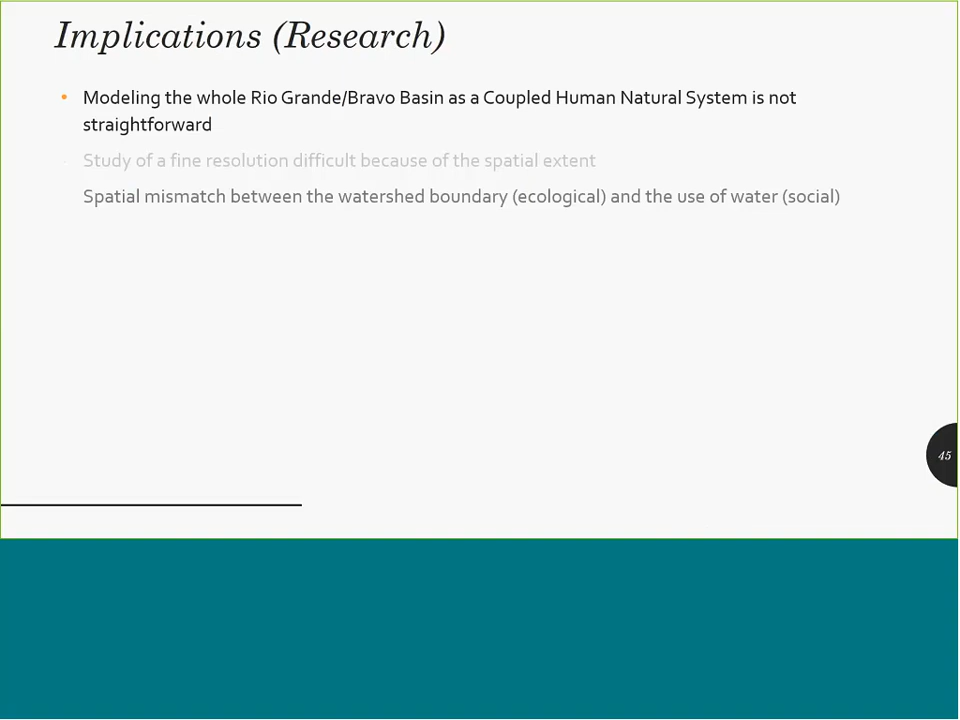 Implications (Research)
• Modeling the whole Rio Grande/Bravo Basin as a Coupled Human Natural System is not
straightforward
Study of a fine resolution difficult because of the spatial extent
Spatial mismatch between the watershed boundary (ecological) and the use of water (social)
45